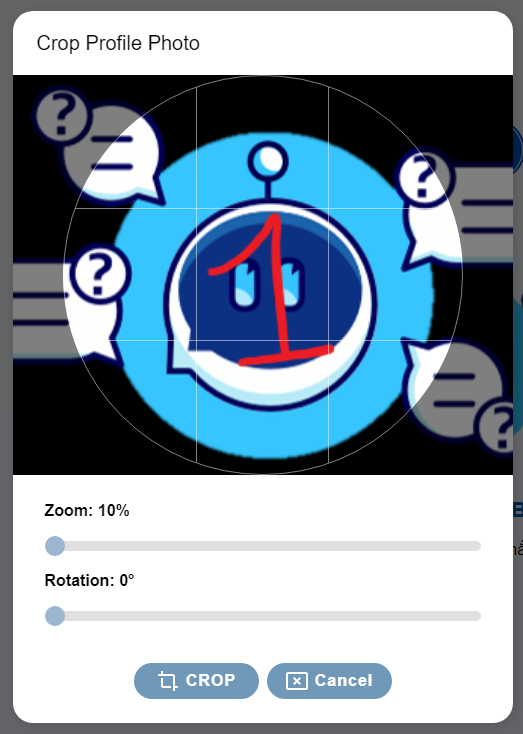 Crop Profile Photo
?
?
?
1
?
Zoom: 10%
Rotation: 0°
CROP
Cancel